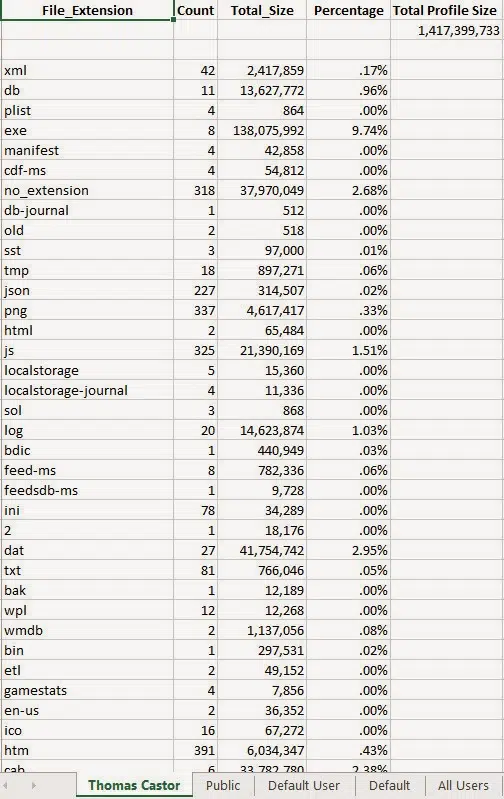 File_Extension Count Total_Size Percentage Total Profile Size
1,417,399,733
xml 42 2,417,859 .17%
db 11 13,627,772 .96%
plist 4 864 .00%
exe 8 138,075,992 9.74%
manifest 4 42,858 .00%
cdf-ms 4 54,812 .00%
no_extension 318 37,970,049 2.68%
db-journal 1 512 .00%
old 2 518 .00%
sst 3 97,000 .01%
tmp 18 897,271 .06%
json 227 314,507 .02%
png 337 4,617,417 .33%
html 2 65,484 .00%
js 325 21,390,169 1.51%
localstorage 5 15,360 .00%
localstorage-journal 4 11,336 .00%
sol 3 868 .00%
log 20 14,623,874 1.03%
bdic 1 440,949 .03%
feed-ms 8 782,336 .06%
feedsdb-ms 1 9,728 .00%
ini 78 34,289 .00%
2 1 18,176 .00%
dat 27 41,754,742 2.95%
txt 81 766,046 .05%
bak 1 12,189 .00%
wpl 12 12,268 .00%
wmdb 2 1,137,056 .08%
bin 1 297,531 .02%
etl 2 49,152 .00%
gamestats 4 7,856 .00%
en-us 2 36,352 .00%
ico 16 67,272 .00%
htm 391 6,034,347 .43%
cab 6 33,782,780 2.38%
Thomas Castor Public Default User Default All Users